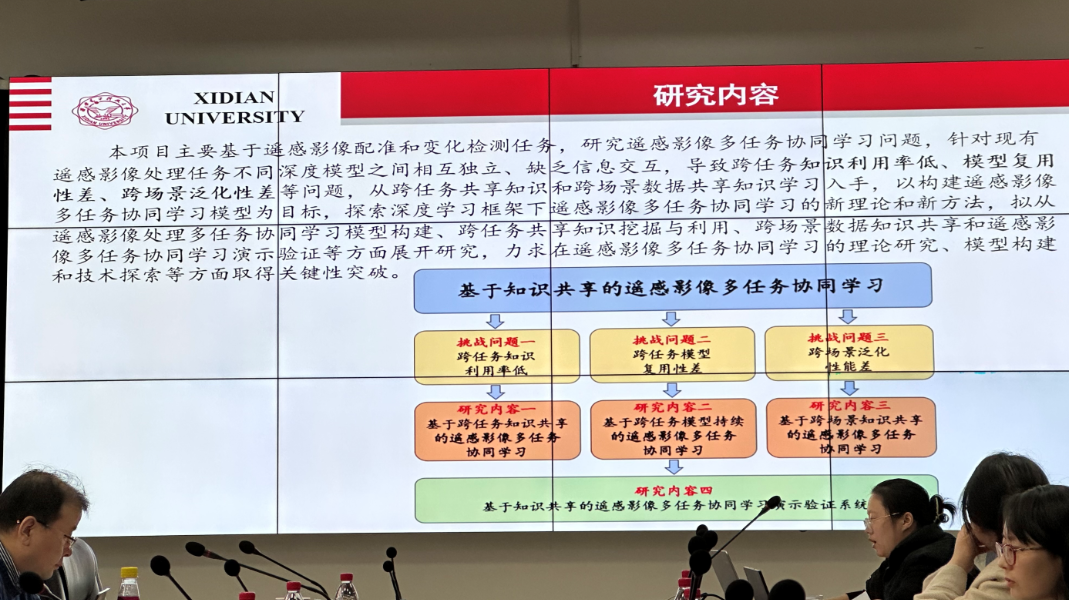 XIDIAN
UNIVERSITY
研究内容
本项目主要基于遥感影像配准和变化检测任务，研究遥感影像多任务协同学习问题，针对现有
遥感影像处理任务不同深度模型之间相互独立、缺乏信息交互，导致跨任务知识利用率低、模型复用
性差、跨场景泛化性差等问题，从跨任务共享知识和跨场景数据共享知识学习入手，以构建遥感影像
多任务协同学习模型为目标，探索深度学习框架下遥感影像多任务协同学习的新理论和新方法，拟从
遥感影像处理多任务协同学习模型构建、跨任务共享知识挖掘与利用、跨场景数据知识共享和遥感影
像多任务协同学习演示验证等方面展开研究，力求在遥感影像多任务协同学习的理论研究、模型构建
和技术探索等方面取得关键性突破。
基于知识共享的遥感影像多任务协同学习
挑战问题一
跨任务知识
利用率低
挑战问题二
跨任务模型
复用性差
挑战问题三
跨场景泛化
性能差
研究内容一
基于跨任务知识共享
的遥感影像多任务
协同学习
研究内容二
基于跨任务模型持续
的遥感影像多任务
协同学习
研究内容三
基于跨场景知识共享
的遥感影像多任务
协同学习
研究内容四
基于知识共享的遥感影像多任务协同学习演示验证系统